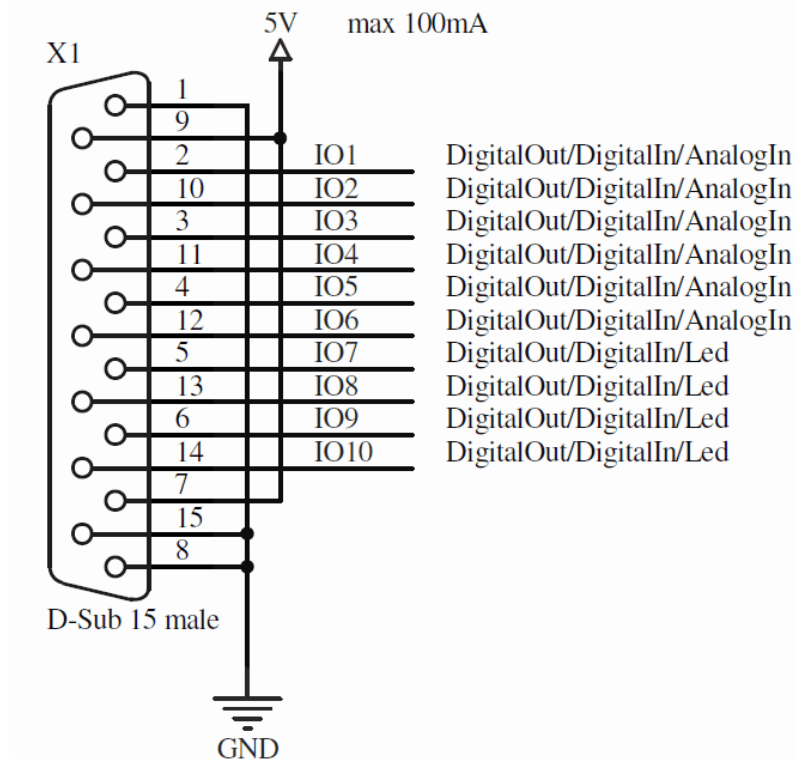 5V max 100mA
X1
1
9
2 IO1 DigitalOut/DigitalIn/AnalogIn
10 IO2 DigitalOut/DigitalIn/AnalogIn
3 IO3 DigitalOut/DigitalIn/AnalogIn
11 IO4 DigitalOut/DigitalIn/AnalogIn
4 IO5 DigitalOut/DigitalIn/AnalogIn
12 IO6 DigitalOut/DigitalIn/AnalogIn
5 IO7 DigitalOut/DigitalIn/Led
13 IO8 DigitalOut/DigitalIn/Led
6 IO9 DigitalOut/DigitalIn/Led
14 IO10 DigitalOut/DigitalIn/Led
7
15
8
D-Sub 15 male
GND